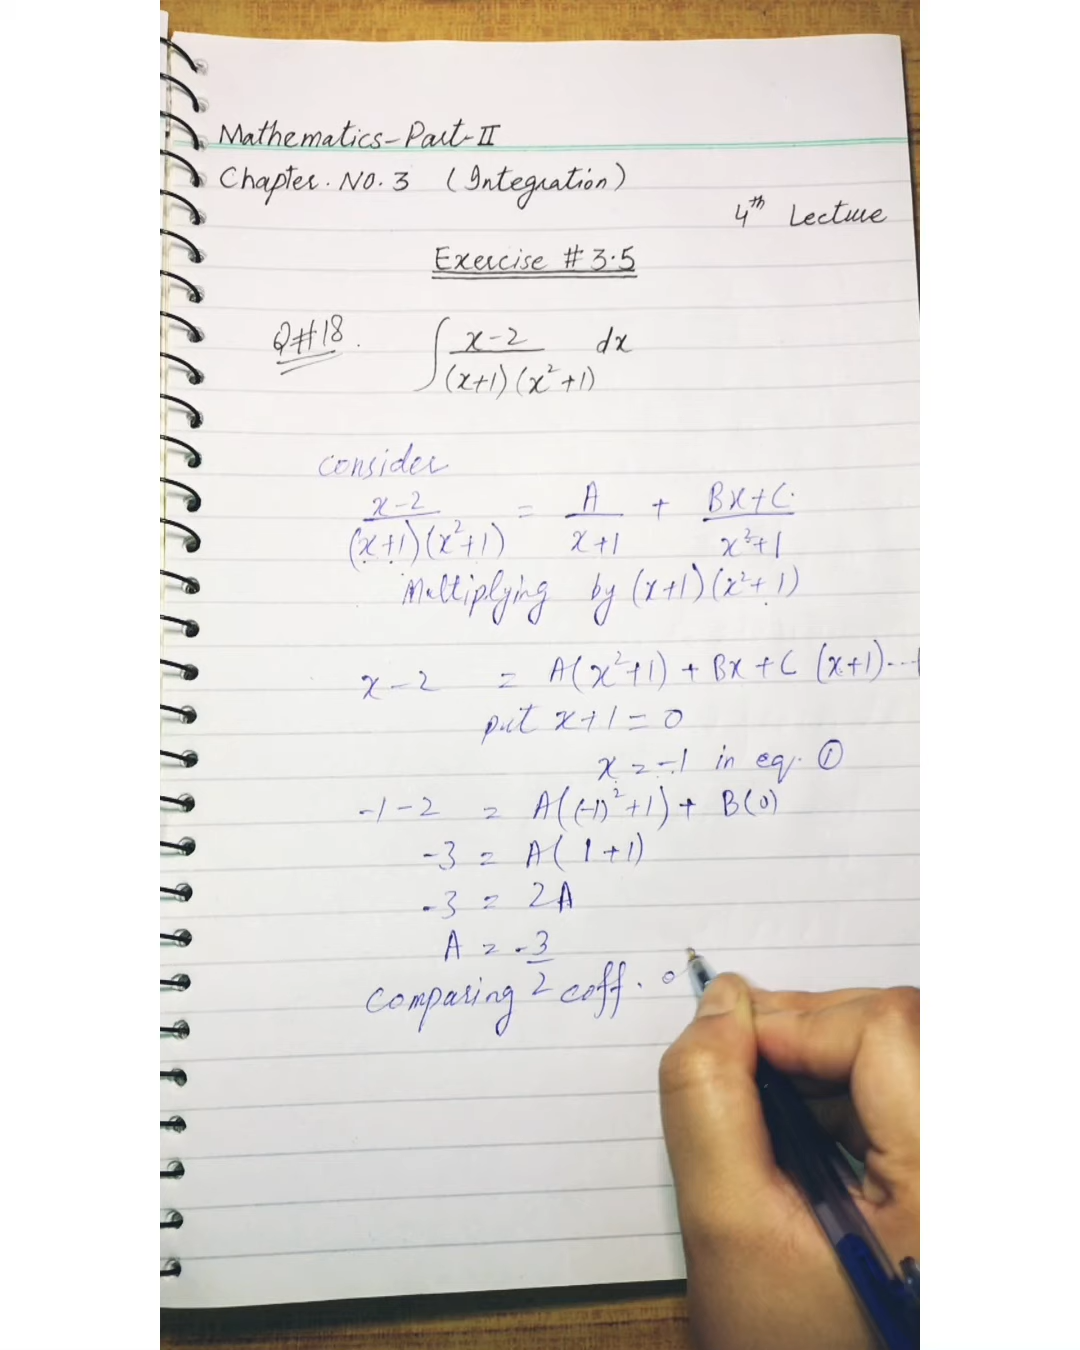 Mathematics-Part-II
Chapter. NO. 3 (Integration)
4th Lecture
Exercise # 3.5
Q#18. ∫ x-2 / (x+1)(x²+1) dx
consider
x-2 / (x+1)(x²+1) = A / x+1 + Bx+C / x²+1
Multiplying by (x+1)(x²+1)
x-2 = A(x²+1) + Bx+C (x+1)...
put x+1=0
x=-1 in eq. ①
-1-2 = A((-1)²+1)+ B(0)
-3 = A(1+1)
-3 = 2A
A = -3/2
comparing coff.